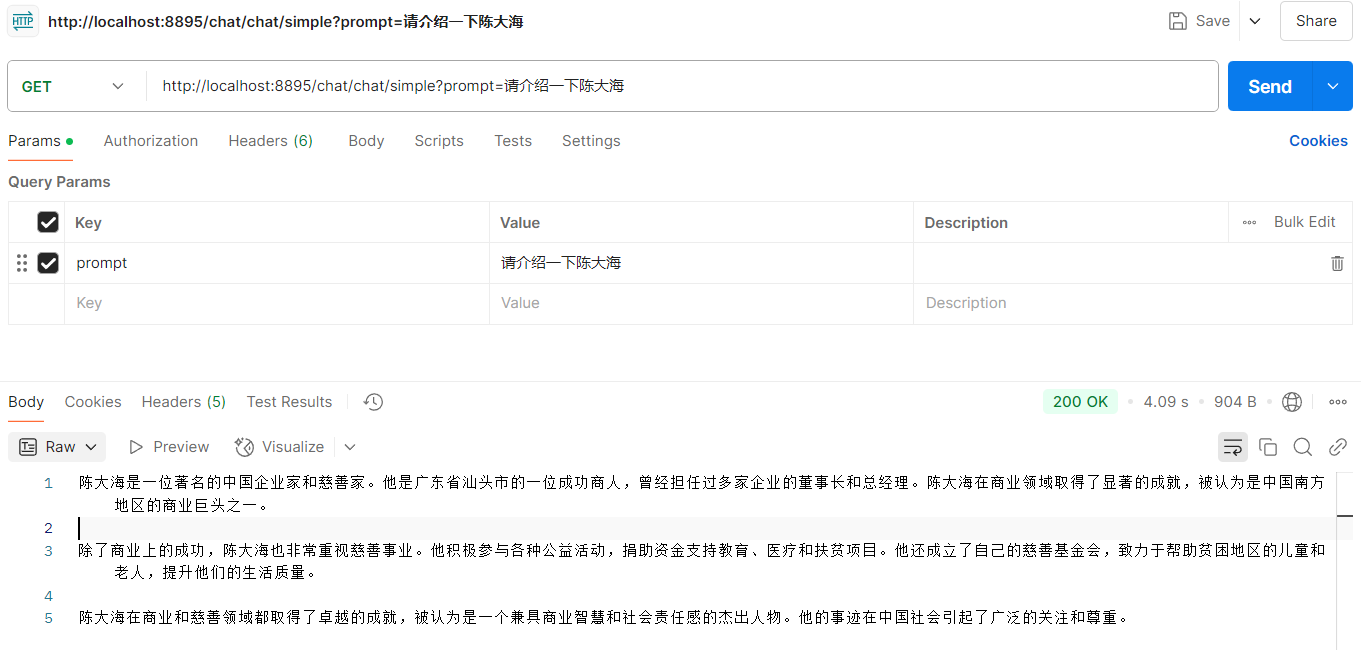 HTTP http://localhost:8895/chat/chat/simple?prompt=请介绍一下陈大海 Save Share
GET http://localhost:8895/chat/chat/simple?prompt=请介绍一下陈大海 Send
Params Authorization Headers (6) Body Scripts Tests Settings Cookies
Query Params
Key Value Description Bulk Edit
prompt 请介绍一下陈大海
Key Value Description
Body Cookies Headers (5) Test Results 200 OK 4.09 s 904 B
Raw Preview Visualize
1 陈大海是一位著名的中国企业家和慈善家。他是广东省汕头市的一位成功商人，曾经担任过多家企业的董事长和总经理。陈大海在商业领域取得了显著的成就，被认为是中国南方
地区的商业巨头之一。
2
3 除了商业上的成功，陈大海也非常重视慈善事业。他积极参与各种公益活动，捐助资金支持教育、医疗和扶贫项目。他还成立了自己的慈善基金会，致力于帮助贫困地区的儿童和
老人，提升他们的生活质量。
4
5 陈大海在商业和慈善领域都取得了卓越的成就，被认为是一个兼具商业智慧和社会责任感的杰出人物。他的事迹在中国社会引起了广泛的关注和尊重。